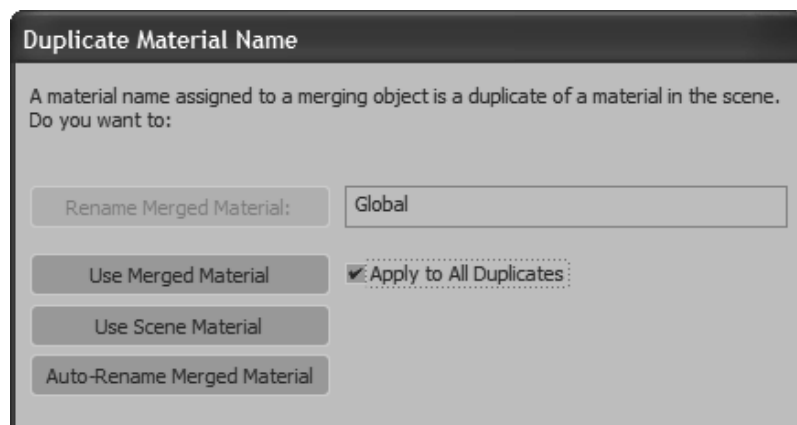 Duplicate Material Name
A material name assigned to a merging object is a duplicate of a material in the scene.
Do you want to:
Rename Merged Material:
Global
Use Merged Material
Apply to All Duplicates
Use Scene Material
Auto-Rename Merged Material